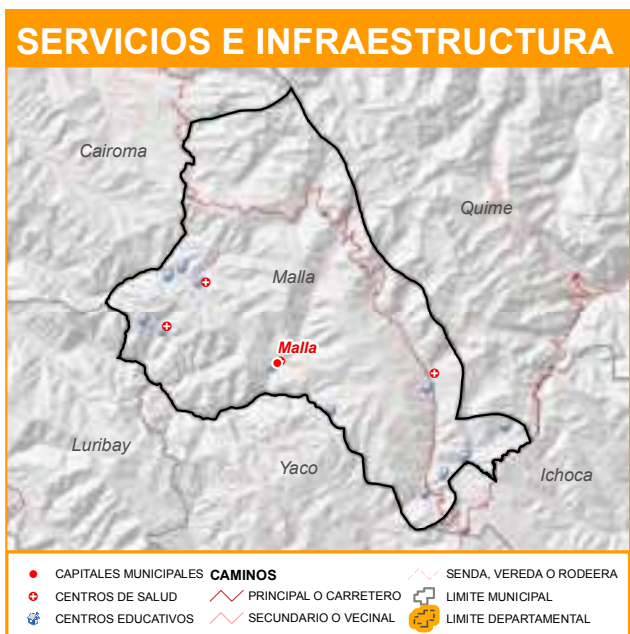 SERVICIOS E INFRAESTRUCTURA
Cairoma
Quime
Malla
Malla
Luribay
Yaco
Ichoca
CAPITALES MUNICIPALES
CENTROS DE SALUD
CENTROS EDUCATIVOS
CAMINOS
PRINCIPAL O CARRETERO
SECUNDARIO O VECINAL
SENDA, VEREDA O RODEERA
LIMITE MUNICIPAL
LIMITE DEPARTAMENTAL